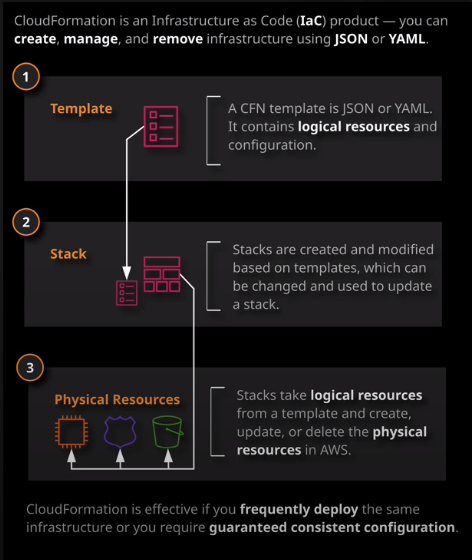 CloudFormation is an Infrastructure as Code (IaC) product — you can
create, manage, and remove infrastructure using JSON or YAML.
1
Template
A CFN template is JSON or YAML.
It contains logical resources and
configuration.
2
Stack
Stacks are created and modified
based on templates, which can
be changed and used to update
a stack.
3
Physical Resources
Stacks take logical resources
from a template and create,
update, or delete the physical
resources in AWS.
CloudFormation is effective if you frequently deploy the same
infrastructure or you require guaranteed consistent configuration.